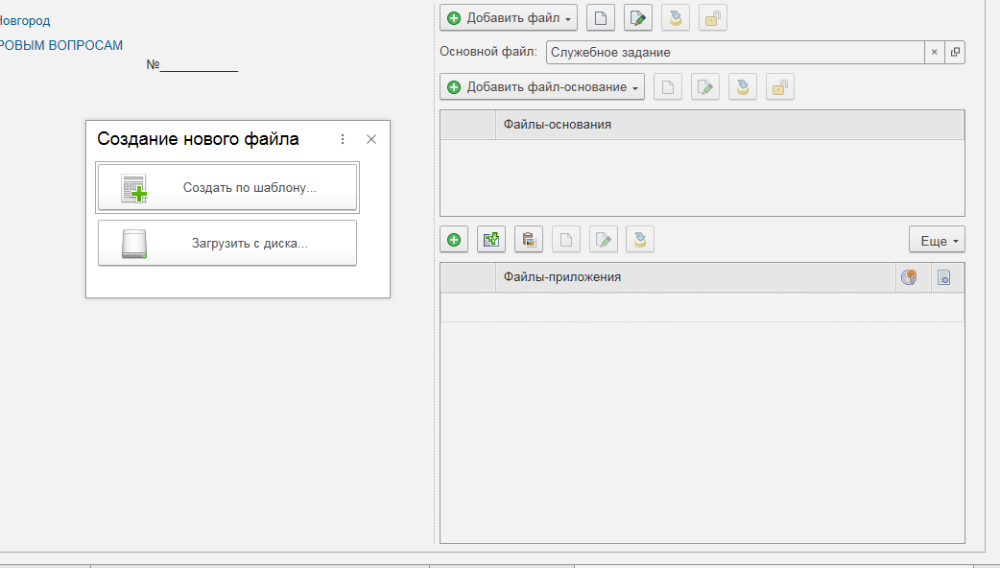 Новгород
РОВЫМ ВОПРОСАМ
№___________
Создание нового файла
Создать по шаблону...
Загрузить с диска...
Добавить файл
Основной файл: Служебное задание
Добавить файл-основание
Файлы-основания
Еще
Файлы-приложения